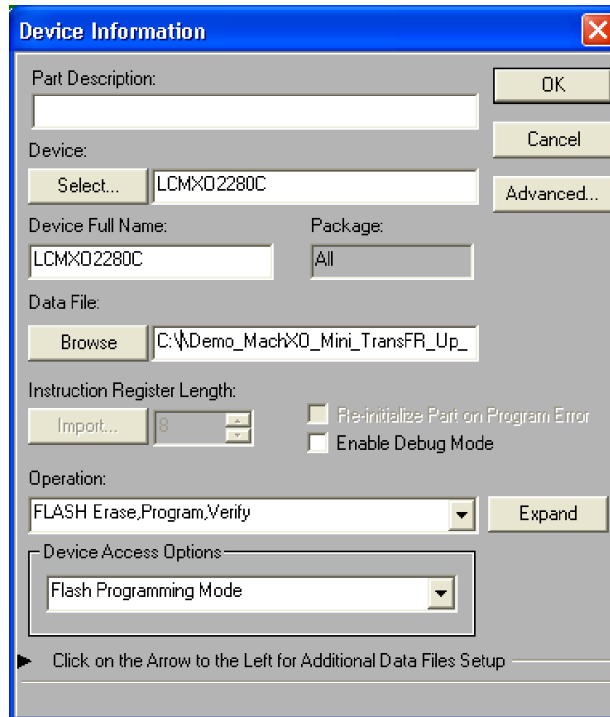 Device Information
Part Description:
OK
Cancel
Device:
Select...
LCMXO2280C
Advanced...
Device Full Name:
Package:
LCMXO2280C
All
Data File:
Browse
C:\\Demo_MachXO_Mini_TransFR_Up_
Instruction Register Length:
Import...
8
Re-initialize Part on Program Error
Enable Debug Mode
Operation:
FLASH Erase,Program,Verify
Expand
Device Access Options
Flash Programming Mode
Click on the Arrow to the Left for Additional Data Files Setup